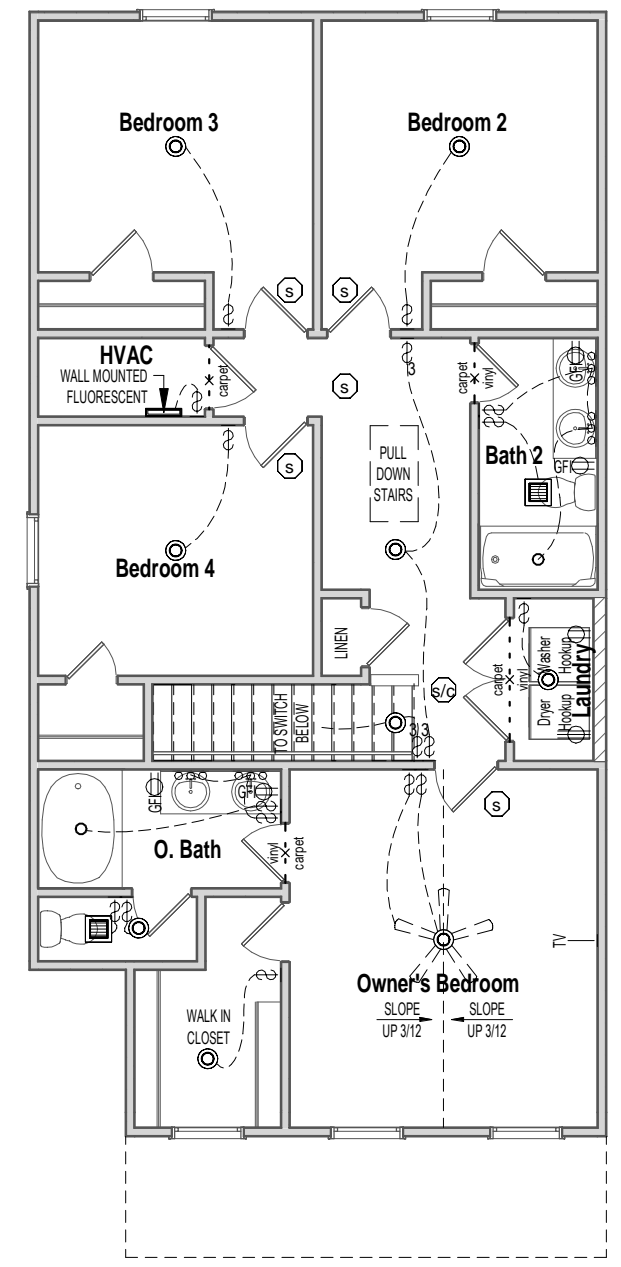 Bedroom 3
Bedroom 2
S
S
HVAC
WALL MOUNTED
FLUORESCENT
carpet
S
3
carpet
vinyl
GFI
S
PULL
DOWN
STAIRS
Bath 2
GFI
Bedroom 4
LINEN
carpet
vinyl
Washer
Hookup
Dryer
Hookup
Laundry
S/C
TO SWITCH
BELOW
3
3
S
GFI
GFI
O. Bath
vinyl
carpet
TV
Owner's Bedroom
SLOPE
UP 3/12
SLOPE
UP 3/12
WALK IN
CLOSET